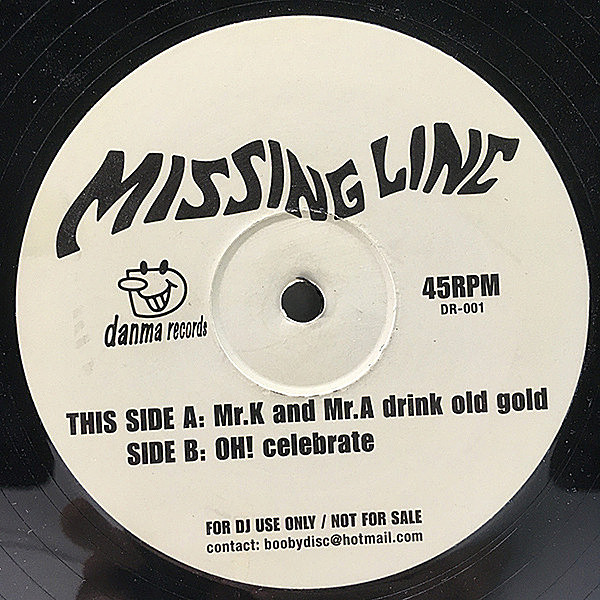 MISSING LINC
danma records
45RPM
DR-001
THIS SIDE A: Mr.K and Mr.A drink old gold
SIDE B: OH! celebrate
FOR DJ USE ONLY / NOT FOR SALE
contact: boobydisc@hotmail.com